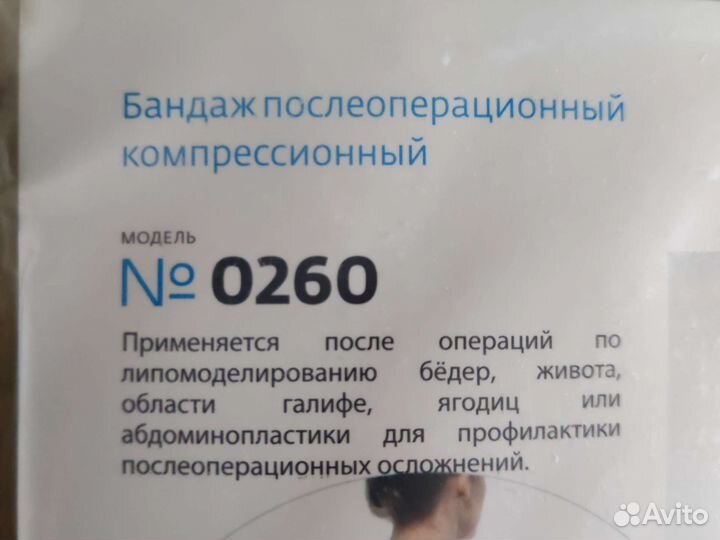 Бандаж послеоперационный
компрессионный
МОДЕЛЬ
№ 0260
Применяется после операций по
липомоделированию бёдер, живота,
области галифе, ягодиц или
абдоминопластики для профилактики
послеоперационных осложнений.
Avito